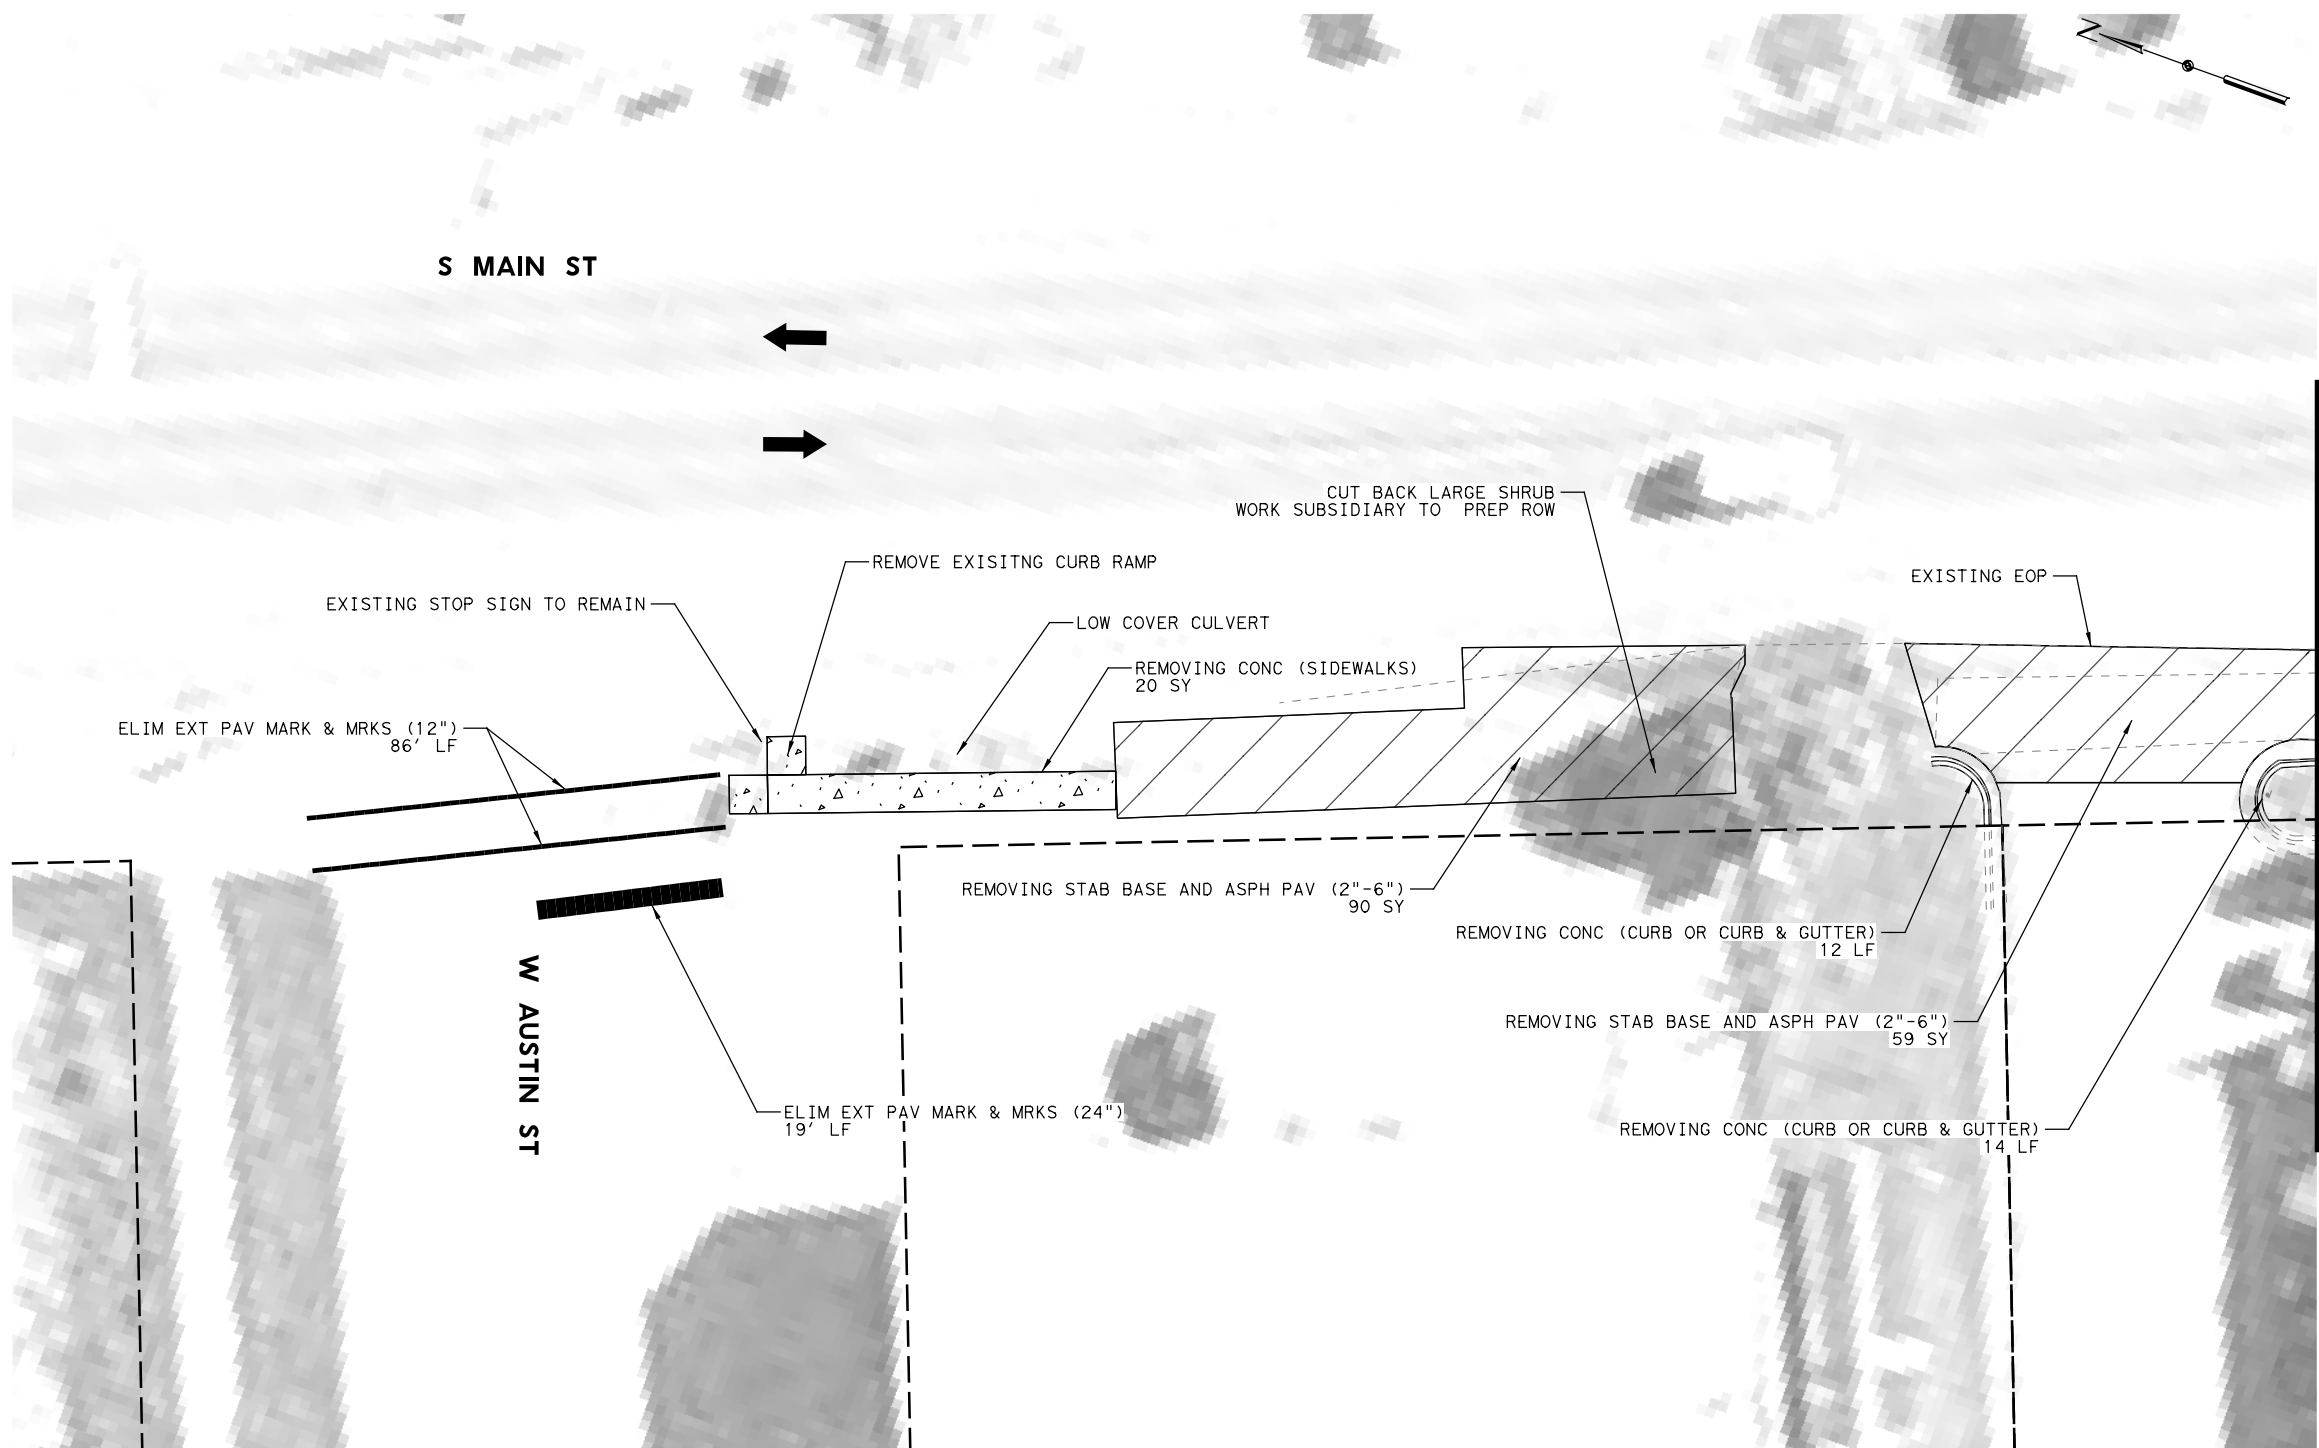 N
S MAIN ST
CUT BACK LARGE SHRUB
WORK SUBSIDIARY TO PREP ROW
REMOVE EXISITNG CURB RAMP
EXISTING EOP
EXISTING STOP SIGN TO REMAIN
LOW COVER CULVERT
REMOVING CONC (SIDEWALKS)
20 SY
ELIM EXT PAV MARK & MRKS (12")
86' LF
REMOVING STAB BASE AND ASPH PAV (2"-6")
90 SY
REMOVING CONC (CURB OR CURB & GUTTER)
12 LF
W AUSTIN ST
REMOVING STAB BASE AND ASPH PAV (2"-6")
59 SY
ELIM EXT PAV MARK & MRKS (24")
19' LF
REMOVING CONC (CURB OR CURB & GUTTER)
14 LF